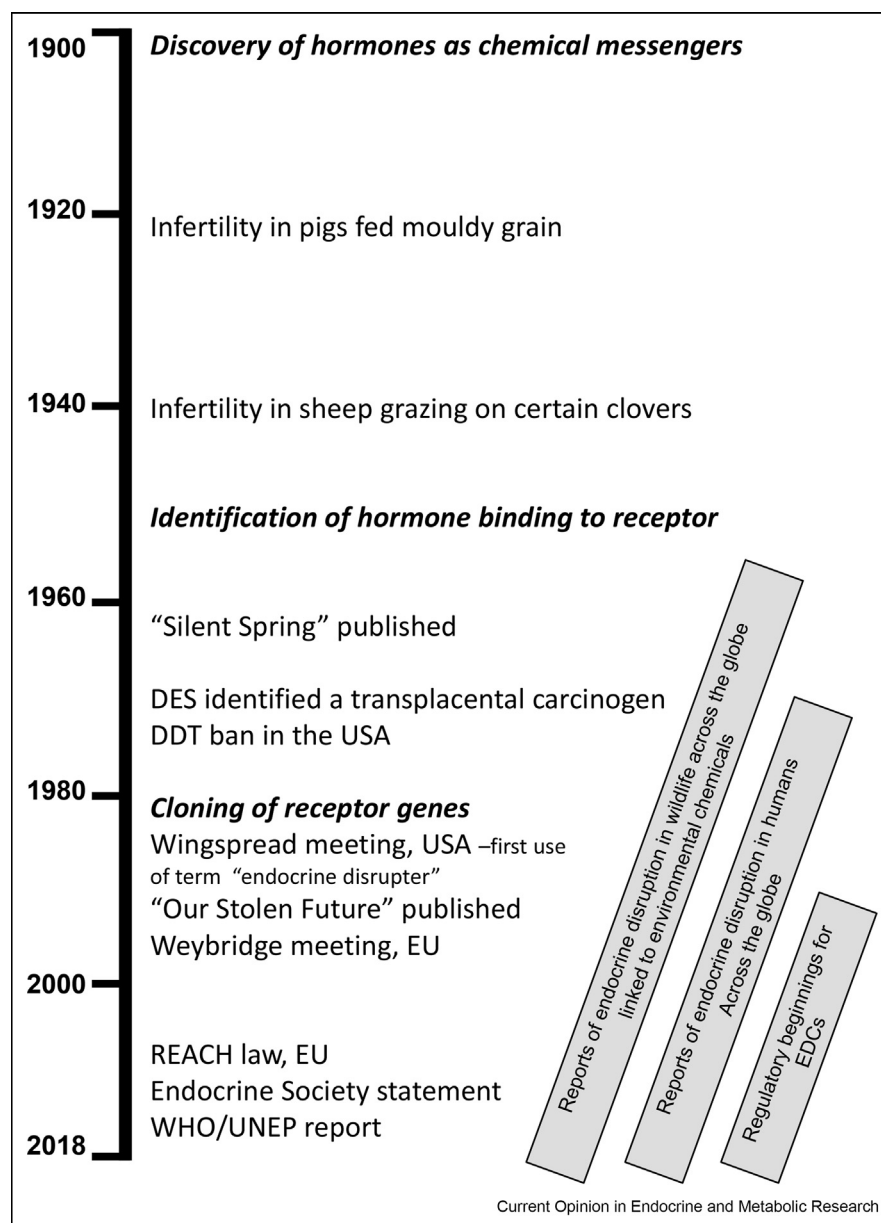 1900
Discovery of hormones as chemical messengers
1920
Infertility in pigs fed mouldy grain
1940
Infertility in sheep grazing on certain clovers
Identification of hormone binding to receptor
1960
“Silent Spring” published
DES identified a transplacental carcinogen
DDT ban in the USA
1980
Cloning of receptor genes
Wingspread meeting, USA –first use
of term “endocrine disrupter”
“Our Stolen Future” published
Weybridge meeting, EU
2000
REACH law, EU
Endocrine Society statement
WHO/UNEP report
2018
Reports of endocrine disruption in wildlife across the globe
linked to environmental chemicals
Reports of endocrine disruption in humans
Across the globe
Regulatory beginnings for
EDCs
Current Opinion in Endocrine and Metabolic Research